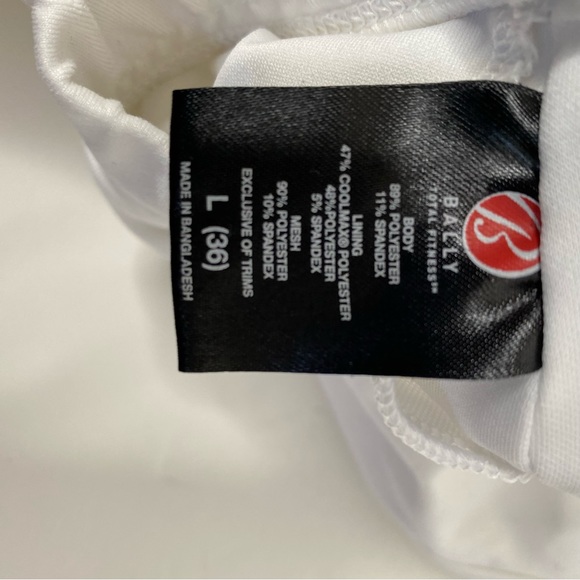 B
BALLY
TOTAL FITNESS℠
BODY
89% POLYESTER
11% SPANDEX
LINING
47% COOLMAX® POLYESTER
48%POLYESTER
5% SPANDEX
MESH
90% POLYESTER
10% SPANDEX
EXCLUSIVE OF TRIMS
L (36)
MADE IN BANGLADESH